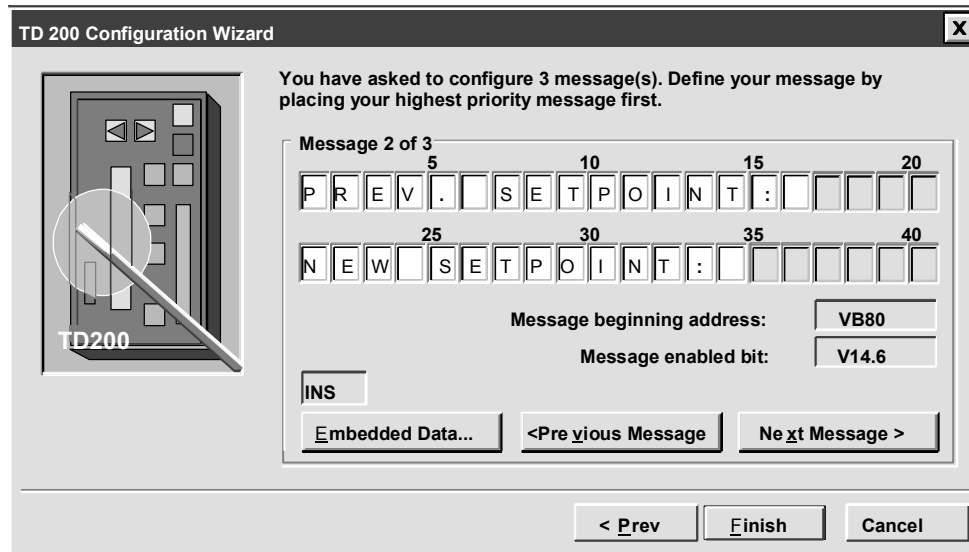 TD 200 Configuration Wizard
X
You have asked to configure 3 message(s). Define your message by
placing your highest priority message first.
Message 2 of 3
5 10 15 20
PREV. SETPOINT:
25 30 35 40
NEW SETPOINT:
TD200
Message beginning address: VB80
Message enabled bit: V14.6
INS
Embedded Data... <Previous Message Next Message >
< Prev Finish Cancel